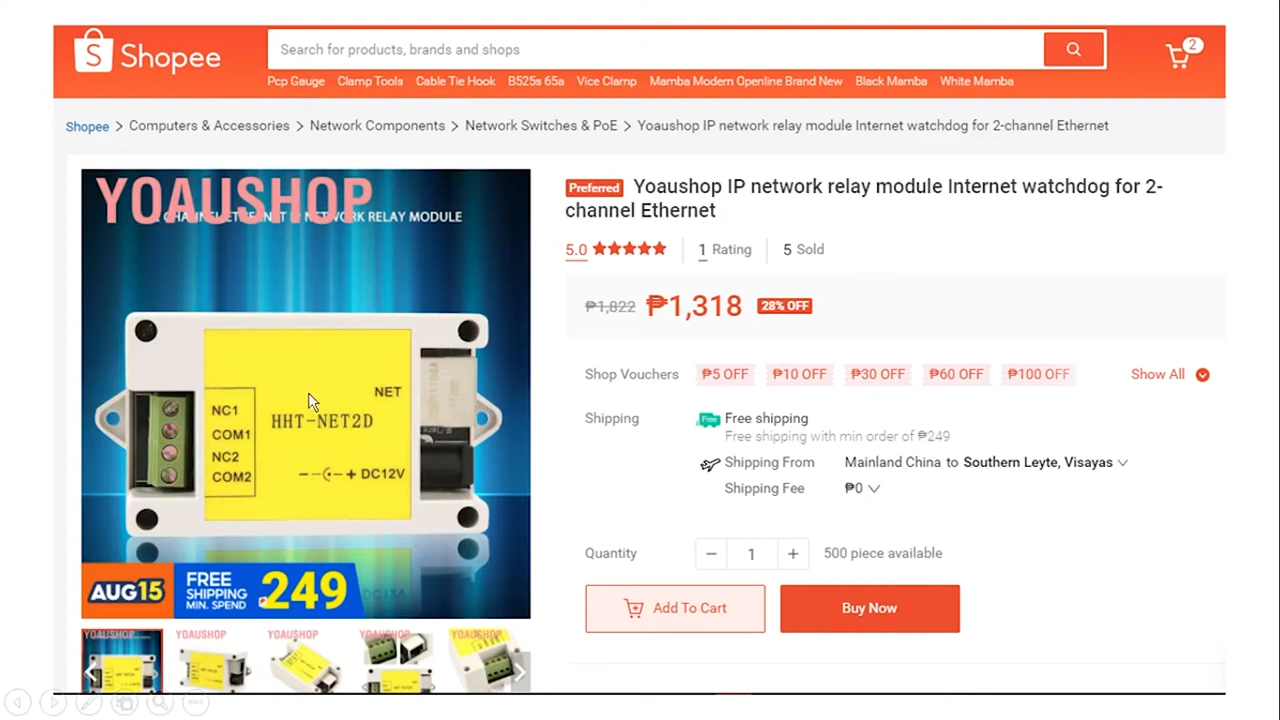 Shopee
Search for products, brands and shops
2
Pcp Gauge Clamp Tools Cable Tie Hook B525s 65a Vice Clamp Mamba Modem Openline Brand New Black Mamba White Mamba
Shopee > Computers & Accessories > Network Components > Network Switches & PoE > Yoaushop IP network relay module Internet watchdog for 2-channel Ethernet
YOAUSHOP
NETWORK RELAY MODULE
NET
NC1
HHT-NET2D
COM1
NC2
COM2
- + DC12V
AUG15
FREE
SHIPPING
MIN. SPEND
₱249
YOAUSHOP YOAUSHOP YOAUSHOP YOAUSHOP YOAUSHOP
Preferred Yoaushop IP network relay module Internet watchdog for 2-
channel Ethernet
5.0 1 Rating 5 Sold
₱1,822 ₱1,318 28% OFF
Shop Vouchers ₱5 OFF ₱10 OFF ₱30 OFF ₱60 OFF ₱100 OFF Show All
Shipping Free Free shipping
Free shipping with min order of ₱249
Shipping From Mainland China to Southern Leyte, Visayas
Shipping Fee ₱0
Quantity − 1 + 500 piece available
Add To Cart Buy Now